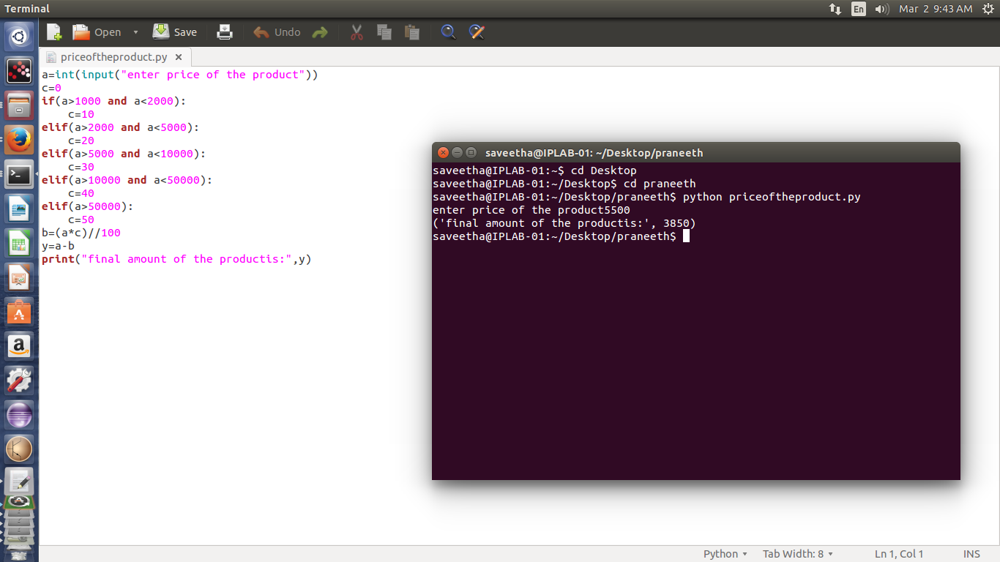 Terminal
En
Mar 2 9:43 AM
Open
Save
Undo
priceoftheproduct.py
a=int(input("enter price of the product"))
c=0
if(a>1000 and a<2000):
    c=10
elif(a>2000 and a<5000):
    c=20
elif(a>5000 and a<10000):
    c=30
elif(a>10000 and a<50000):
    c=40
elif(a>50000):
    c=50
b=(a*c)//100
y=a-b
print("final amount of the productis:",y)
saveetha@IPLAB-01: ~/Desktop/praneeth
saveetha@IPLAB-01:~$ cd Desktop
saveetha@IPLAB-01:~/Desktop$ cd praneeth
saveetha@IPLAB-01:~/Desktop/praneeth$ python priceoftheproduct.py
enter price of the product5500
('final amount of the productis:', 3850)
saveetha@IPLAB-01:~/Desktop/praneeth$
Python
Tab Width: 8
Ln 1, Col 1
INS